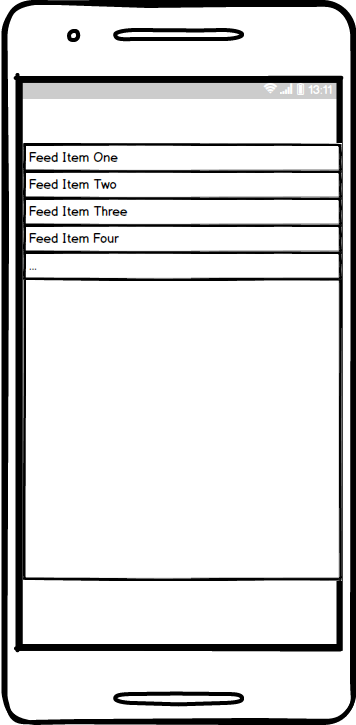 13:11
Feed Item One
Feed Item Two
Feed Item Three
Feed Item Four
...